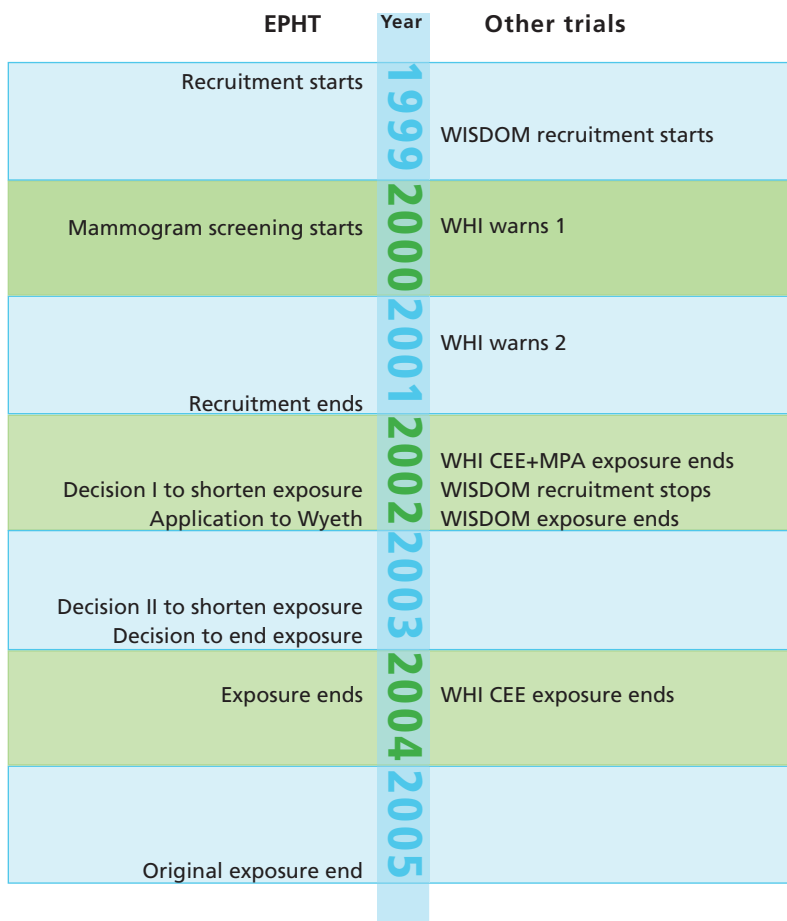 EPHT Year Other trials
Recruitment starts
1999
WISDOM recruitment starts
Mammogram screening starts
2000
WHI warns 1
2001
WHI warns 2
Recruitment ends
2002
WHI CEE+MPA exposure ends
Decision I to shorten exposure
WISDOM recruitment stops
Application to Wyeth
WISDOM exposure ends
2003
Decision II to shorten exposure
Decision to end exposure
2004
Exposure ends
WHI CEE exposure ends
2005
Original exposure end